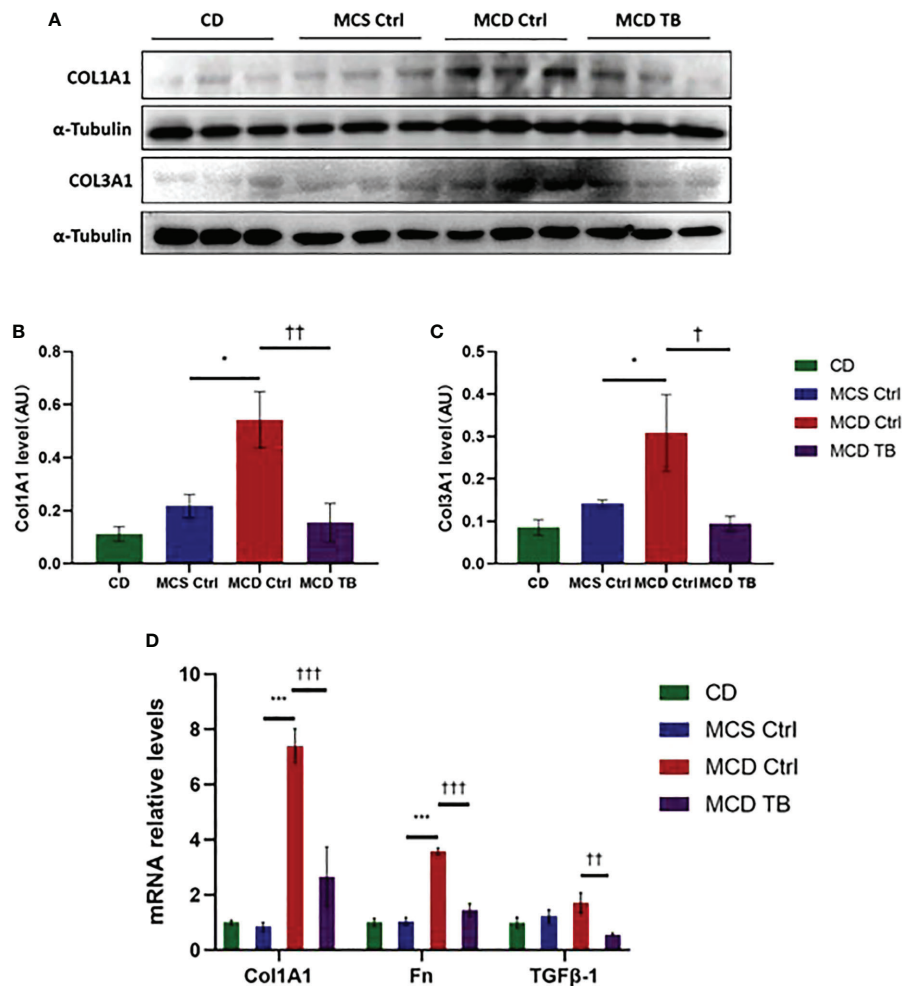 A
CD MCS Ctrl MCD Ctrl MCD TB
COL1A1
α-Tubulin
COL3A1
α-Tubulin
B
C
††
*
†
*
0.8
0.6
0.4
0.2
0.0
Col1A1 level(AU)
CD MCS Ctrl MCD Ctrl MCD TB
0.5
0.4
0.3
0.2
0.1
0.0
Col3A1 level(AU)
CD MCS Ctrl MCD Ctrl MCD TB
CD
MCS Ctrl
MCD Ctrl
MCD TB
D
10
8
6
4
2
0
mRNA relative levels
***
†††
***
†††
††
Col1A1 Fn TGFβ-1
CD
MCS Ctrl
MCD Ctrl
MCD TB